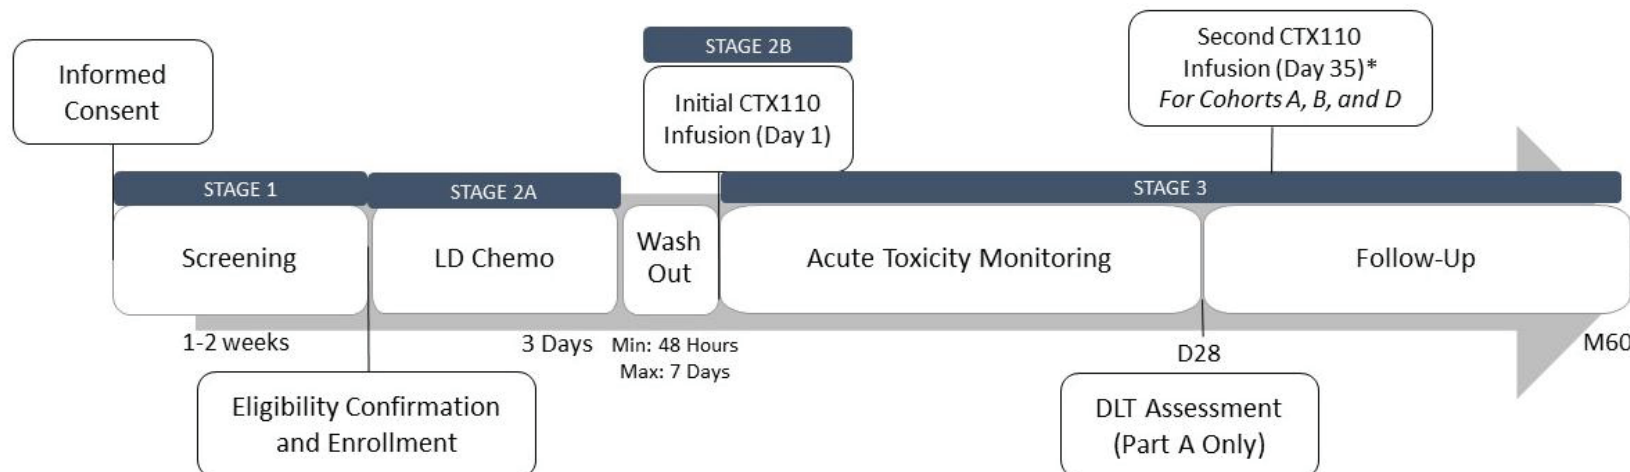 Informed
Consent
STAGE 2B
Initial CTX110
Infusion (Day 1)
Second CTX110
Infusion (Day 35)*
For Cohorts A, B, and D
STAGE 1
STAGE 2A
STAGE 3
Screening
LD Chemo
Wash
Out
Acute Toxicity Monitoring
Follow-Up
1-2 weeks
3 Days
Min: 48 Hours
Max: 7 Days
D28
M60
Eligibility Confirmation
and Enrollment
DLT Assessment
(Part A Only)